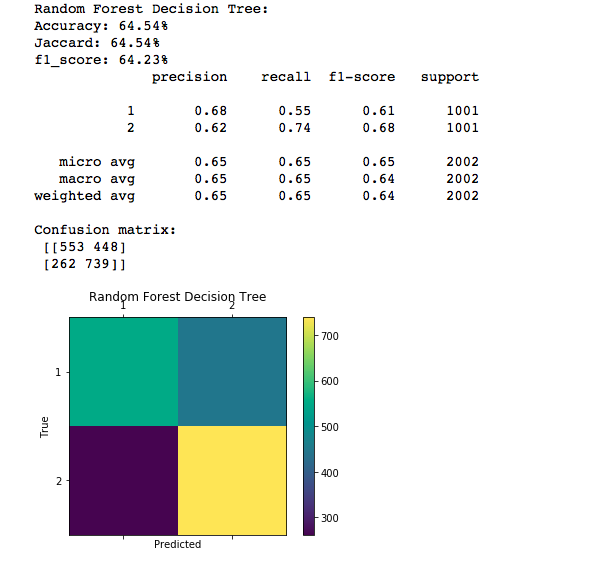 Random Forest Decision Tree:
Accuracy: 64.54%
Jaccard: 64.54%
f1_score: 64.23%
precision recall f1-score support
1 0.68 0.55 0.61 1001
2 0.62 0.74 0.68 1001
micro avg 0.65 0.65 0.65 2002
macro avg 0.65 0.65 0.64 2002
weighted avg 0.65 0.65 0.64 2002
Confusion matrix:
[[553 448]
[262 739]]
Random Forest Decision Tree
1 2
700
600
1
500
True
400
2
300
Predicted